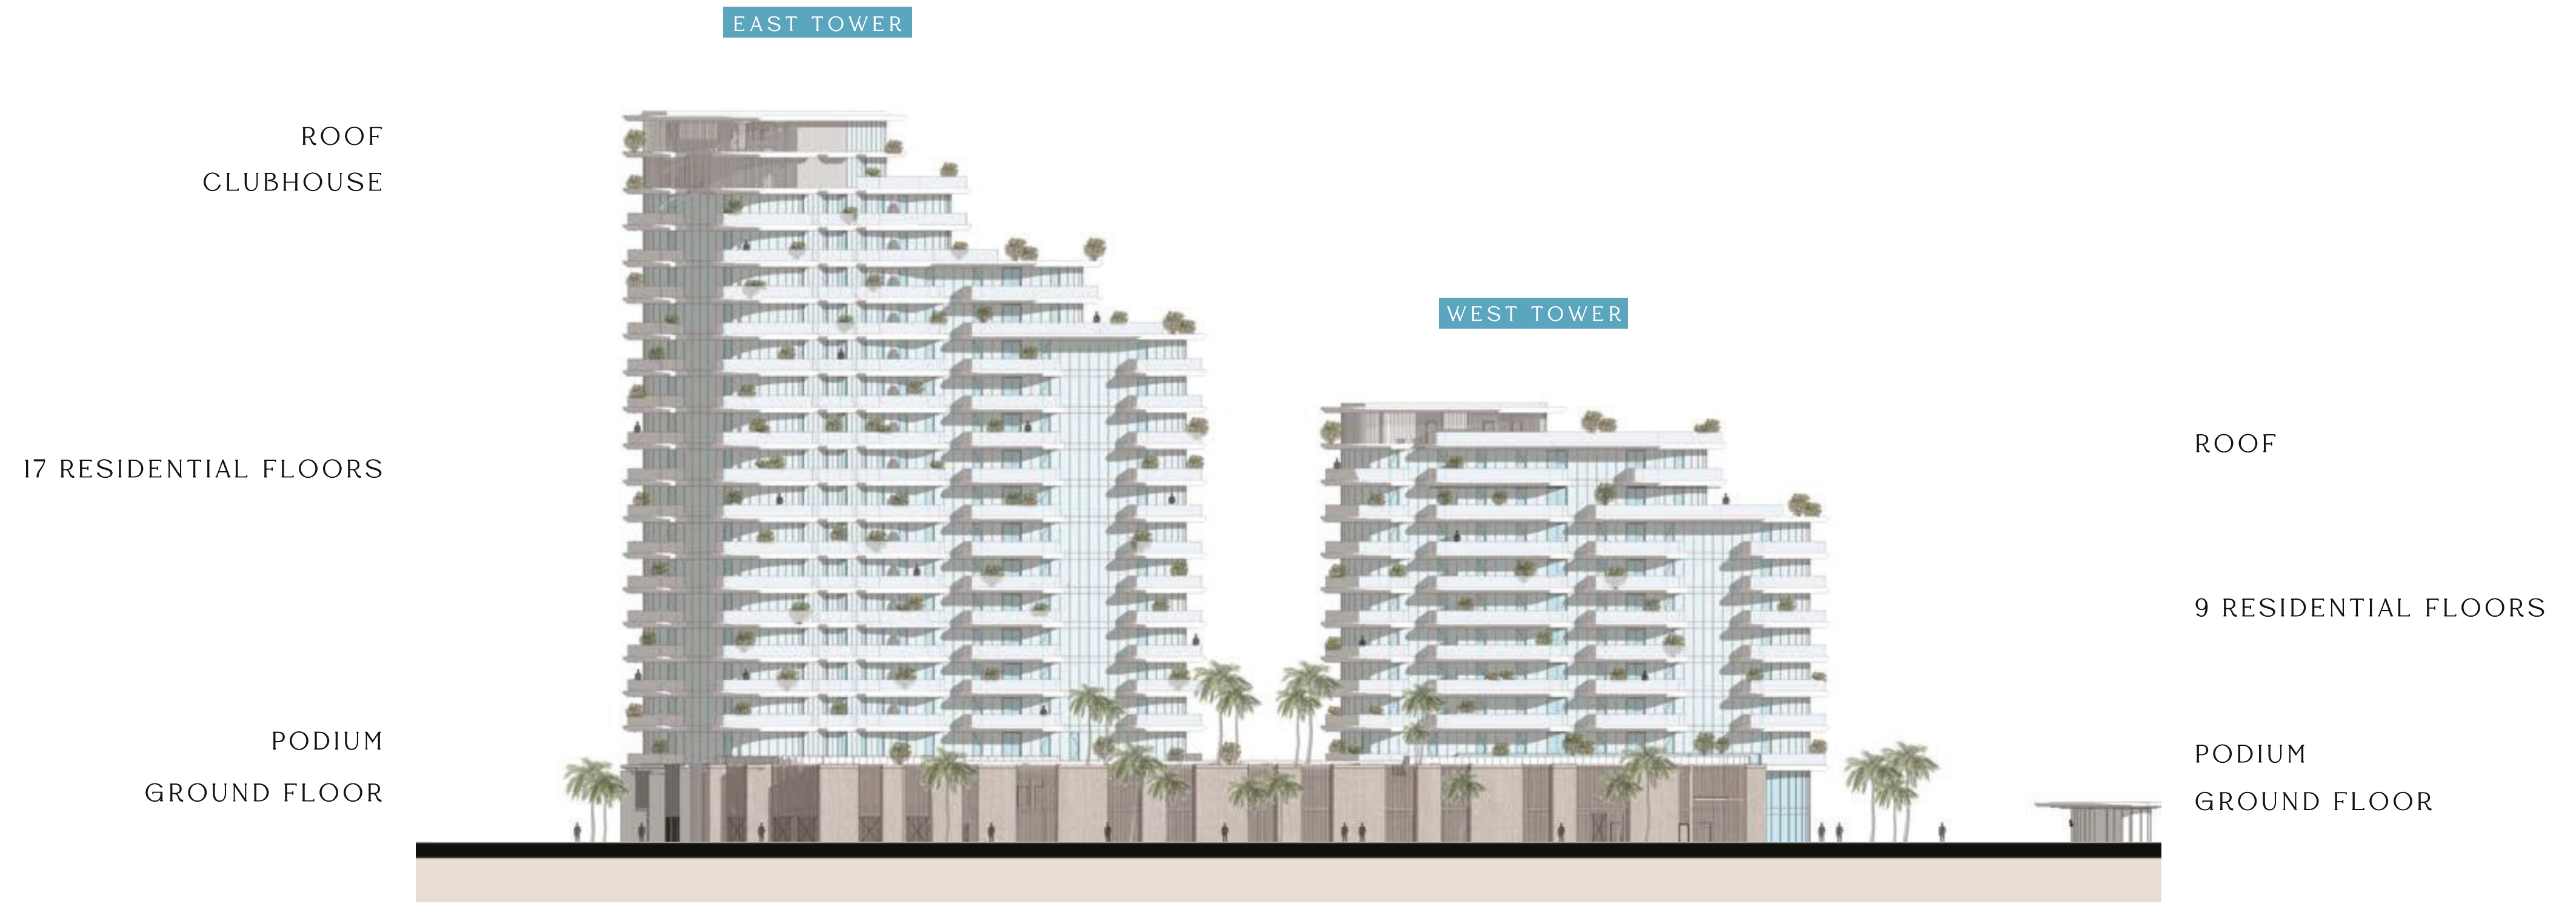 EAST TOWER
ROOF
CLUBHOUSE
17 RESIDENTIAL FLOORS
PODIUM
GROUND FLOOR
WEST TOWER
ROOF
9 RESIDENTIAL FLOORS
PODIUM
GROUND FLOOR